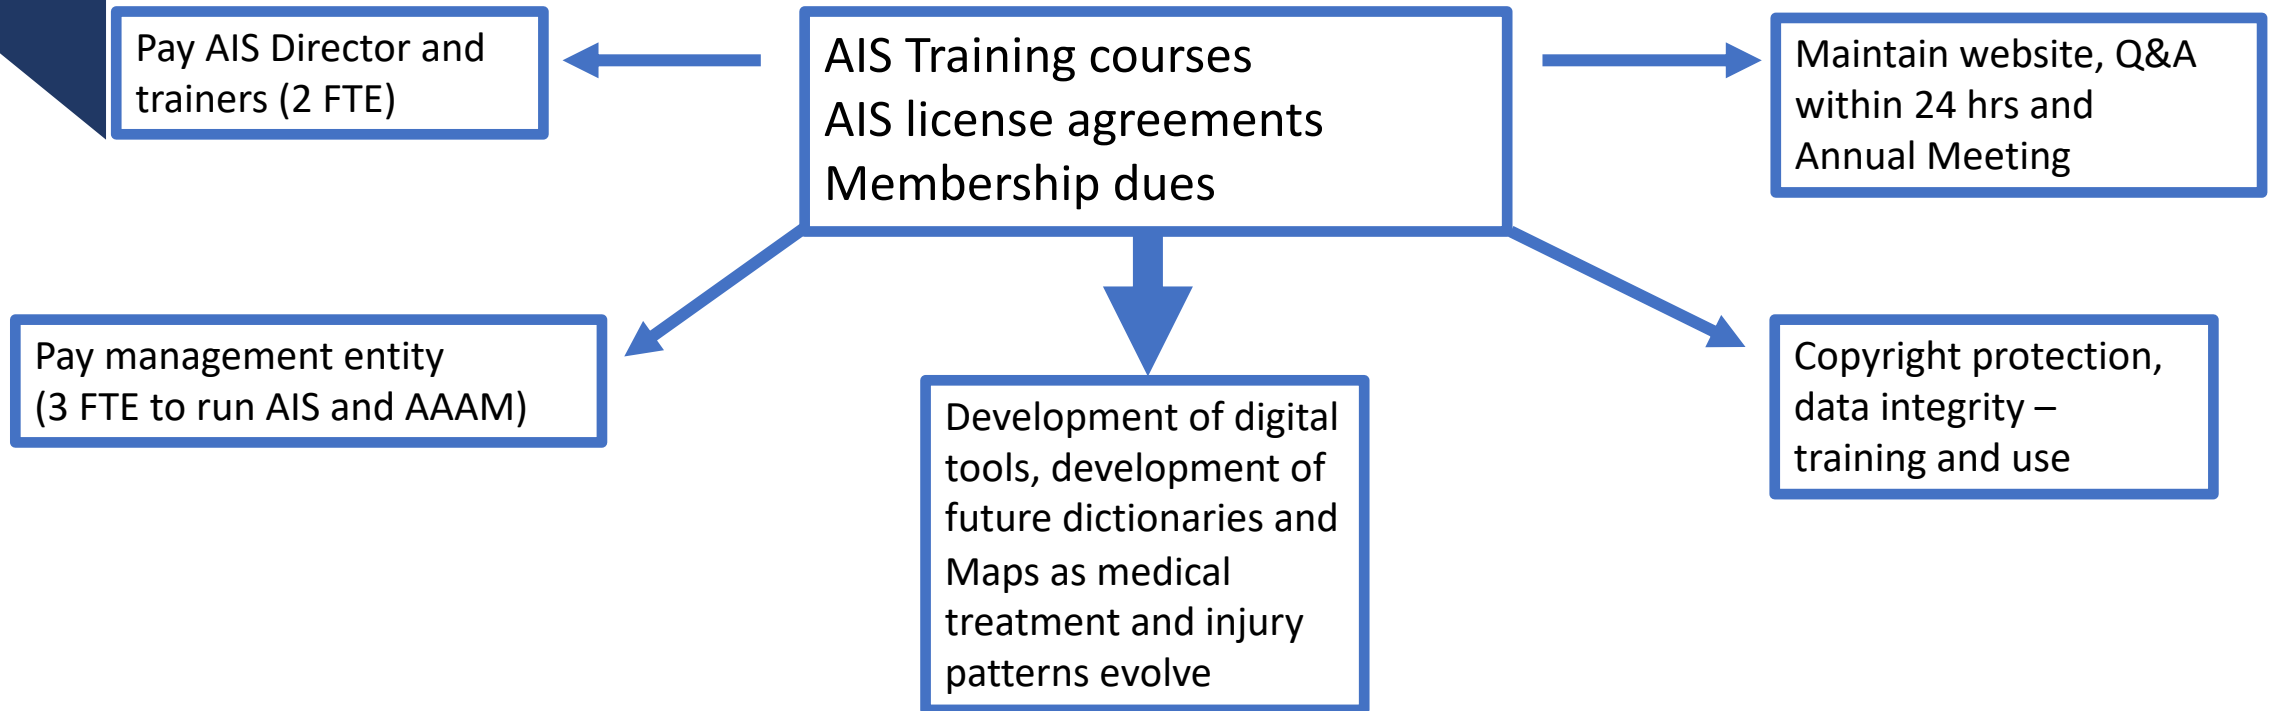 Pay AIS Director and
trainers (2 FTE)
AIS Training courses
AIS license agreements
Membership dues
Maintain website, Q&A
within 24 hrs and
Annual Meeting
Pay management entity
(3 FTE to run AIS and AAAM)
Development of digital
tools, development of
future dictionaries and
Maps as medical
treatment and injury
patterns evolve
Copyright protection,
data integrity –
training and use